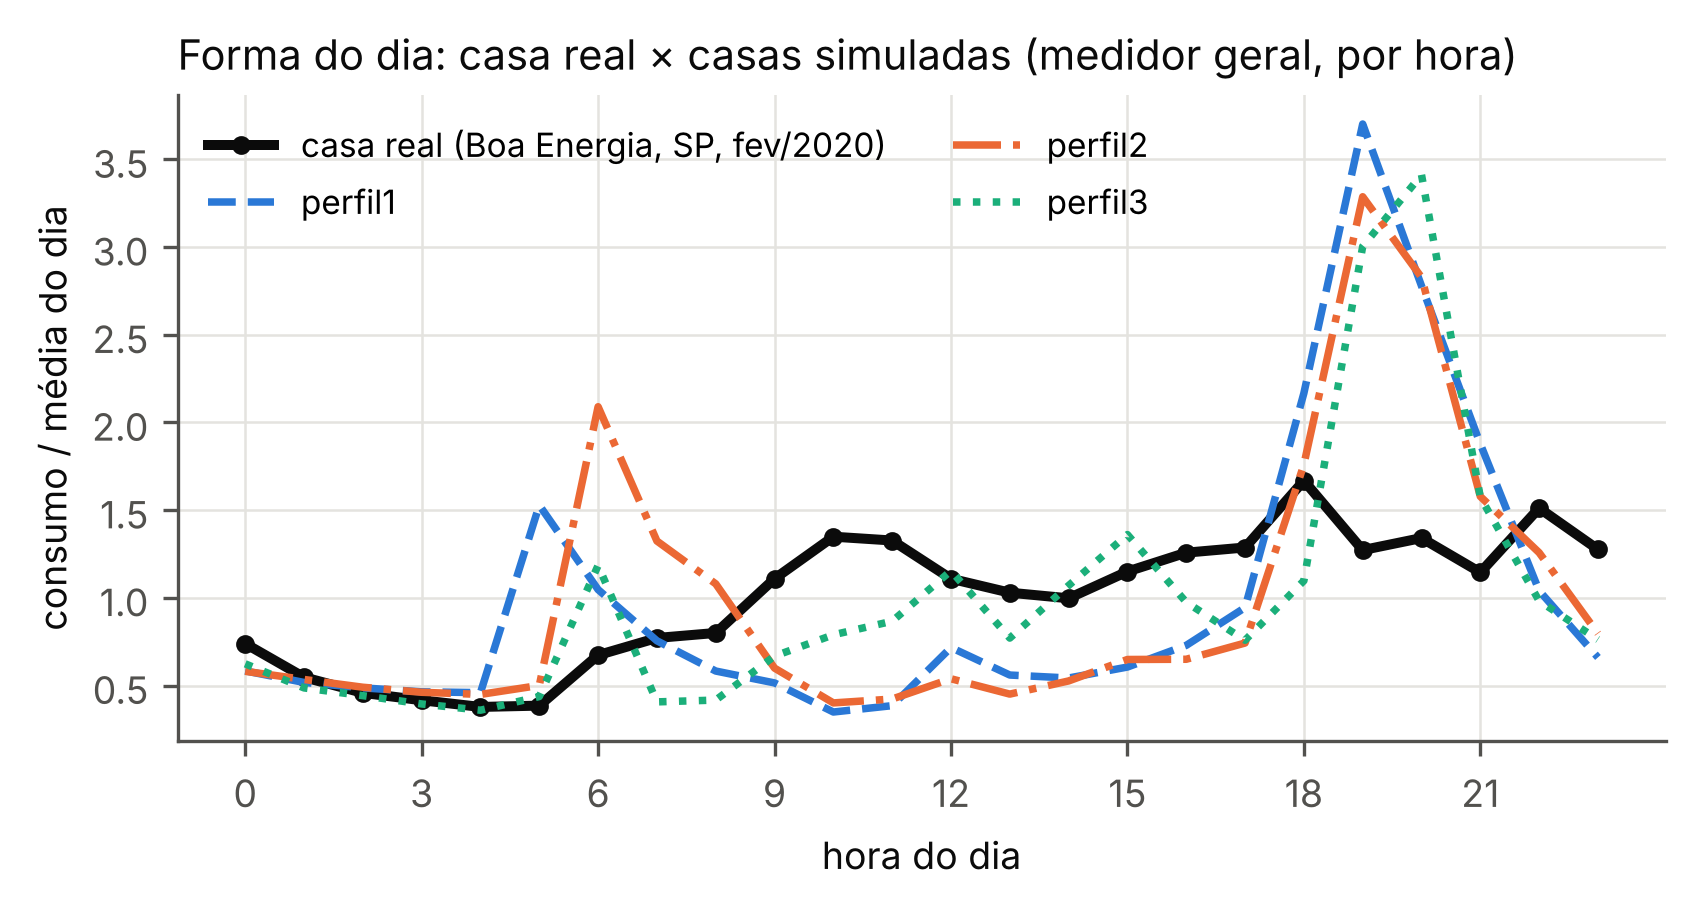 Forma do dia: casa real × casas simuladas (medidor geral, por hora)
casa real (Boa Energia, SP, fev/2020)
perfil1
perfil2
perfil3
consumo / média do dia
3.5
3.0
2.5
2.0
1.5
1.0
0.5
0 3 6 9 12 15 18 21
hora do dia